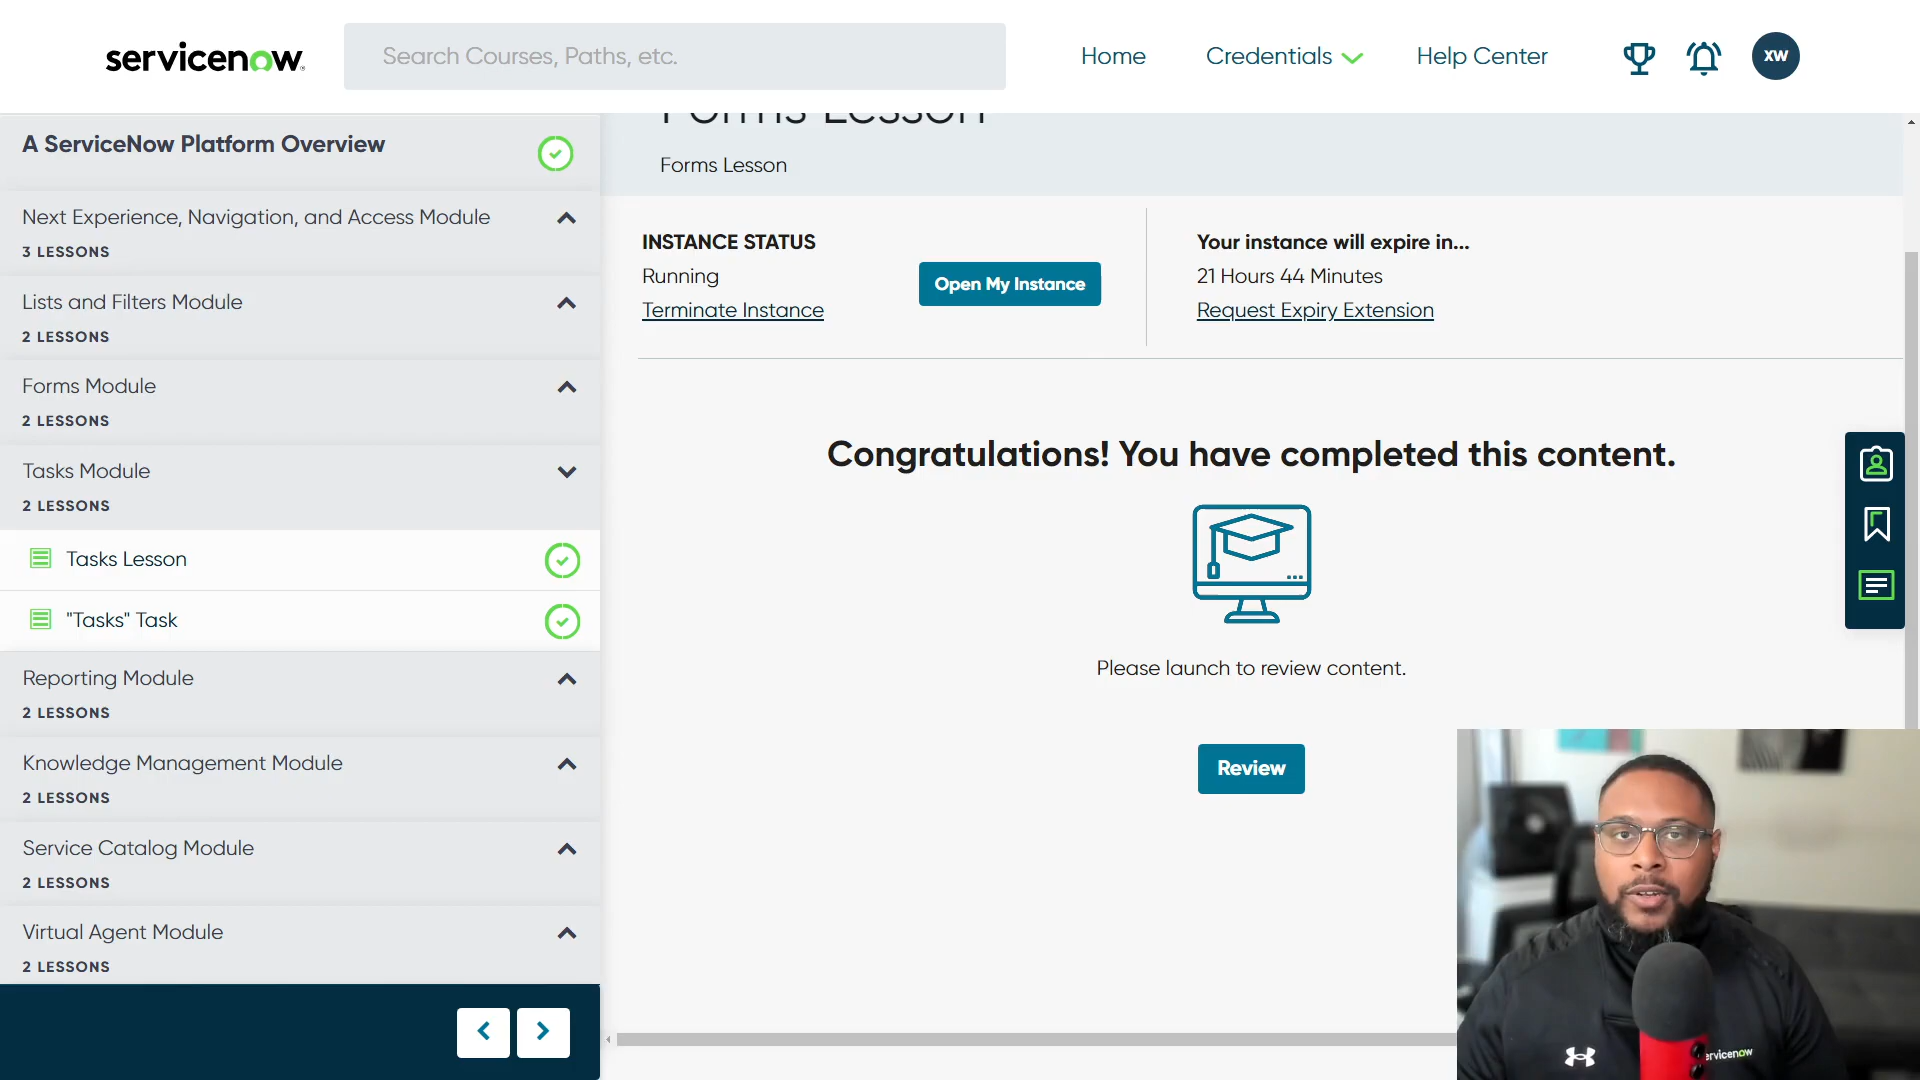 servicenow
Search Courses, Paths, etc.
Home
Credentials
Help Center
XW
A ServiceNow Platform Overview
Next Experience, Navigation, and Access Module
3 LESSONS
Lists and Filters Module
2 LESSONS
Forms Module
2 LESSONS
Tasks Module
2 LESSONS
Tasks Lesson
"Tasks" Task
Reporting Module
2 LESSONS
Knowledge Management Module
2 LESSONS
Service Catalog Module
2 LESSONS
Virtual Agent Module
2 LESSONS
Forms Lesson
Forms Lesson
INSTANCE STATUS
Running
Terminate Instance
Open My Instance
Your instance will expire in...
21 Hours 44 Minutes
Request Expiry Extension
Congratulations! You have completed this content.
Please launch to review content.
Review
ervicenow